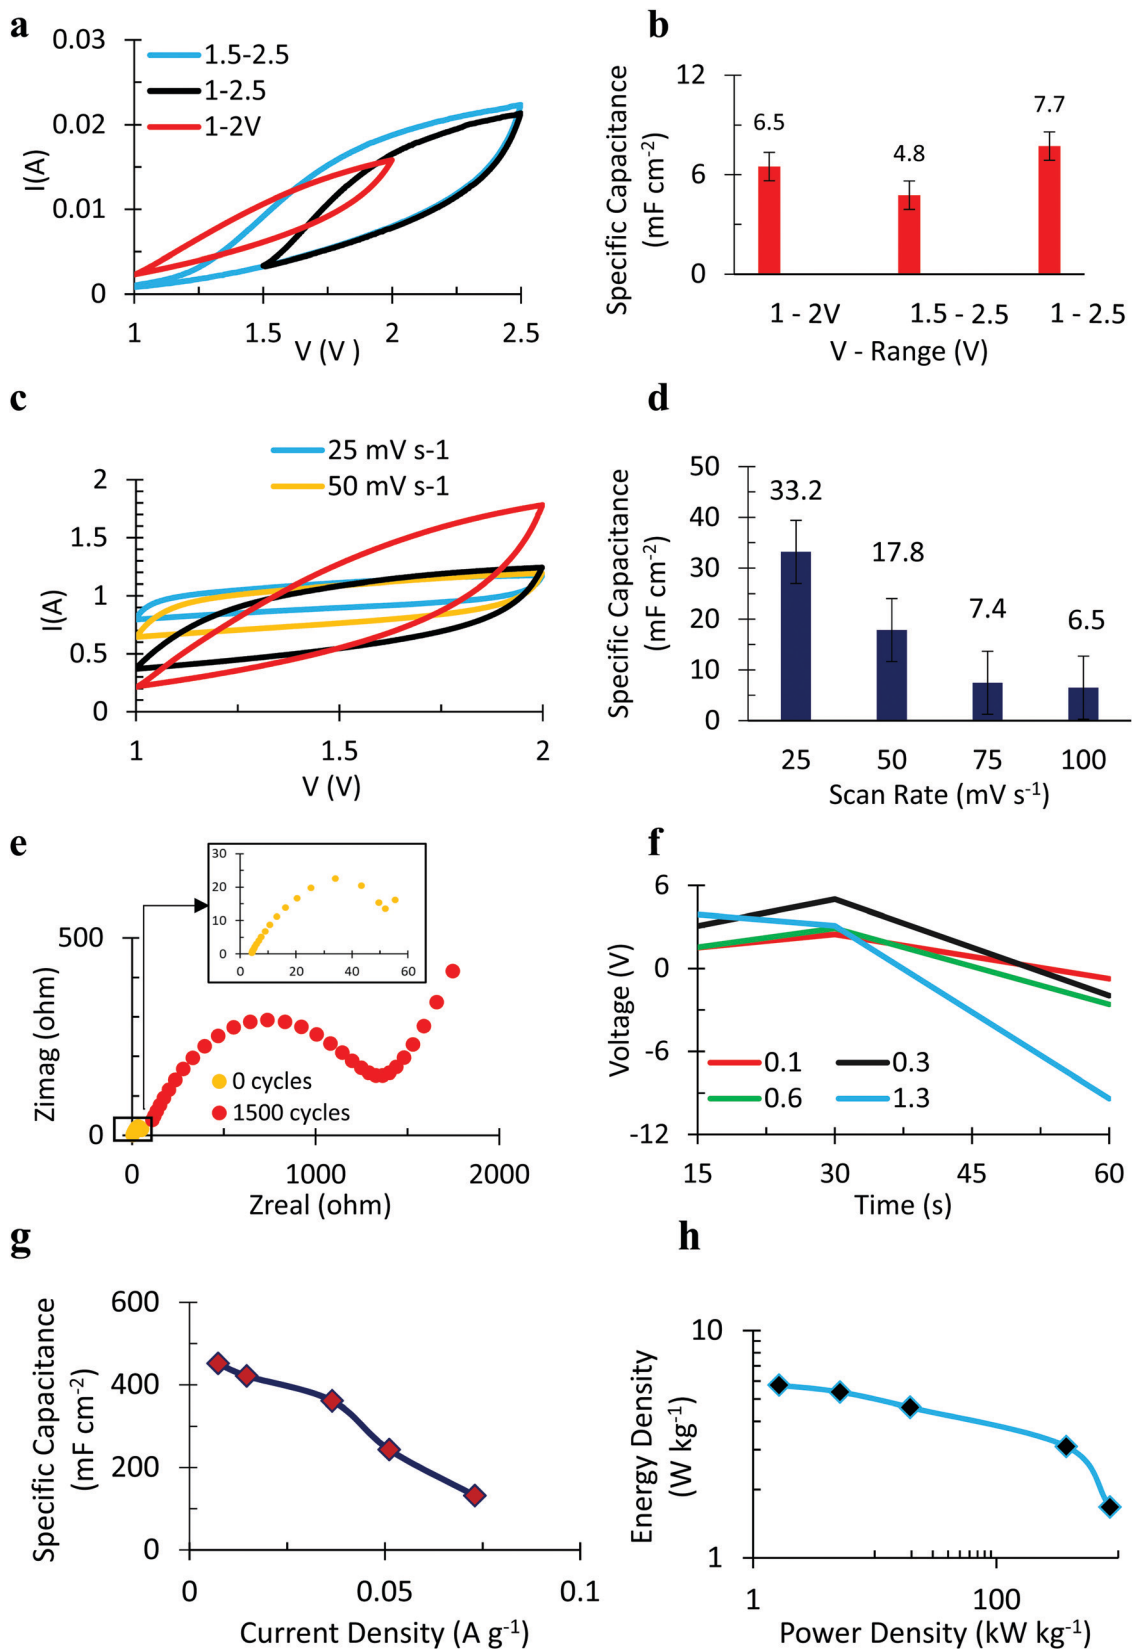 a
0.03
0.02
0.01
0
I(A)
1.5-2.5
1-2.5
1-2V
1
1.5
2
2.5
V (V )
b
Specific Capacitance
(mF cm-2)
12
6
0
6.5
4.8
7.7
1 - 2V
1.5 - 2.5
1 - 2.5
V - Range (V)
c
25 mV s-1
50 mV s-1
2
1.5
1
0.5
0
I(A)
1
1.5
2
V (V)
d
Specific Capacitance
(mF cm-2)
50
40
30
20
10
0
33.2
17.8
7.4
6.5
25
50
75
100
Scan Rate (mV s-1)
e
30
20
10
0
0
20
40
60
500
0
Zimag (ohm)
0 cycles
1500 cycles
0
1000
2000
Zreal (ohm)
f
6
0
-6
-12
Voltage (V)
0.1
0.3
0.6
1.3
15
30
45
60
Time (s)
g
Specific Capacitance
(mF cm-2)
600
400
200
0
0
0.05
0.1
Current Density (A g-1)
h
Energy Density
(W kg-1)
10
1
1
100
Power Density (kW kg-1)